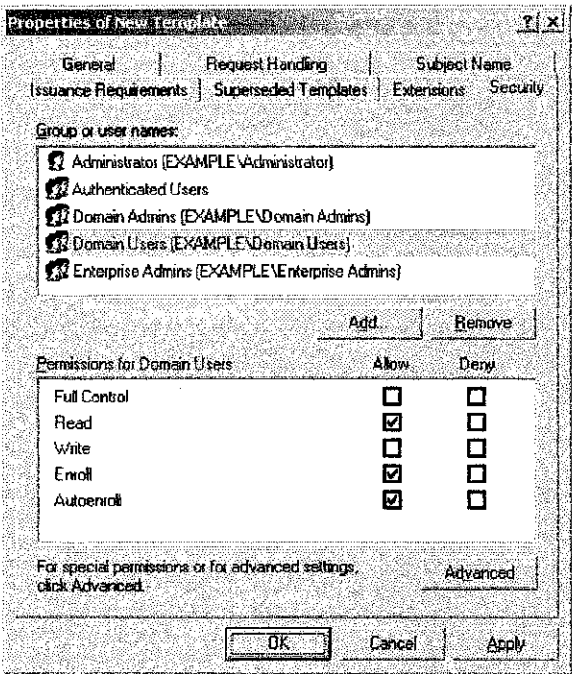 Properties of New Template
General Request Handling Subject Name
Issuance Requirements Superseded Templates Extensions Security
Group or user names:
Administrator (EXAMPLE\Administrator)
Authenticated Users
Domain Admins (EXAMPLE\Domain Admins)
Domain Users (EXAMPLE\Domain Users)
Enterprise Admins (EXAMPLE\Enterprise Admins)
Add... Remove
Permissions for Domain Users Allow Deny
Full Control
Read
Write
Enroll
Autoenroll
For special permissions or for advanced settings,
click Advanced.
Advanced
OK Cancel Apply